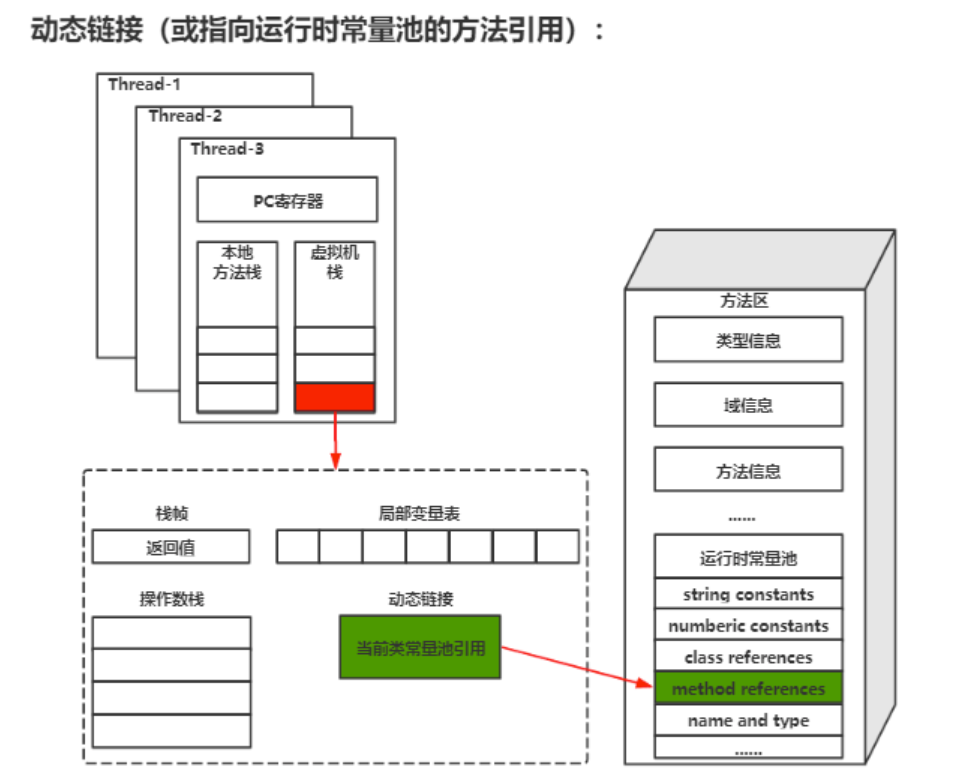 动态链接（或指向运行时常量池的方法引用）：
Thread-1
Thread-2
Thread-3
PC寄存器
本地
方法栈
虚拟机
栈
栈帧
返回值
局部变量表
操作数栈
动态链接
当前类常量池引用
方法区
类型信息
域信息
方法信息
......
运行时常量池
string constants
numberic constants
class references
method references
name and type
......